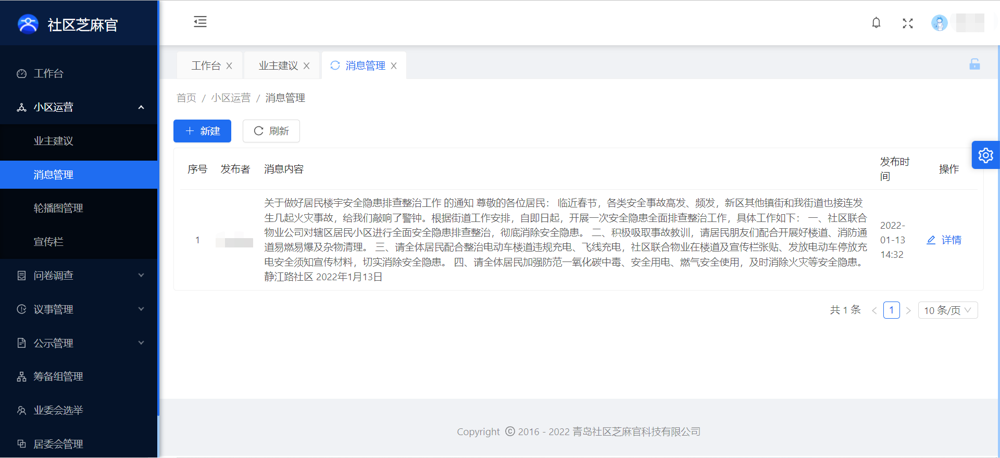 社区芝麻官
工作台
小区运营
业主建议
消息管理
轮播图管理
宣传栏
问卷调查
议事管理
公示管理
筹备组管理
业委会选举
居委会管理
工作台 业主建议 消息管理
首页 / 小区运营 / 消息管理
新建 刷新
序号 发布者 消息内容 发布时间 操作
1
关于做好居民楼宇安全隐患排查整治工作 的通知 尊敬的各位居民： 临近春节，各类安全事故高发、频发，新区其他镇街和我街道也接连发
生几起火灾事故，给我们敲响了警钟。根据街道工作安排，自即日起，开展一次安全隐患全面排查整治工作，具体工作如下： 一、社区联合
物业公司对辖区居民小区进行全面安全隐患排查整治，彻底消除安全隐患。 二、积极吸取事故教训，请居民朋友们配合开展好楼道、消防通
道易燃易爆及杂物清理。 三、请全体居民配合整治电动车楼道违规充电、飞线充电，社区联合物业在楼道及宣传栏张贴、发放电动车停放充
电安全须知宣传材料，切实消除安全隐患。 四、请全体居民加强防范一氧化碳中毒、安全用电、燃气安全使用，及时消除火灾等安全隐患。
静江路社区 2022年1月13日
2022-
01-13
14:32
详情
共 1 条 < 1 > 10 条/页
Copyright © 2016 - 2022 青岛社区芝麻官科技有限公司